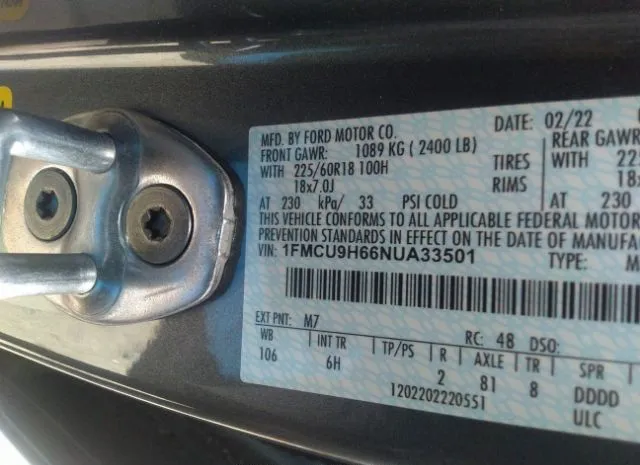 MFD. BY FORD MOTOR CO.
DATE: 02/22
FRONT GAWR: 1089 KG ( 2400 LB)
REAR GAWR
WITH 225/60R18 100H
TIRES
WITH
18x7.0J
RIMS
AT 230 kPa/ 33 PSI COLD
AT 230
THIS VEHICLE CONFORMS TO ALL APPLICABLE FEDERAL MOTOR
PREVENTION STANDARDS IN EFFECT ON THE DATE OF
VIN: 1FMCU9H66NUA33501
TYPE:
EXT PNT: M7
RC: 48 DSO:
WB INT TR TP/PS R AXLE TR SPR
106 6H 2 81 8 DDDD
1202202220551
ULC